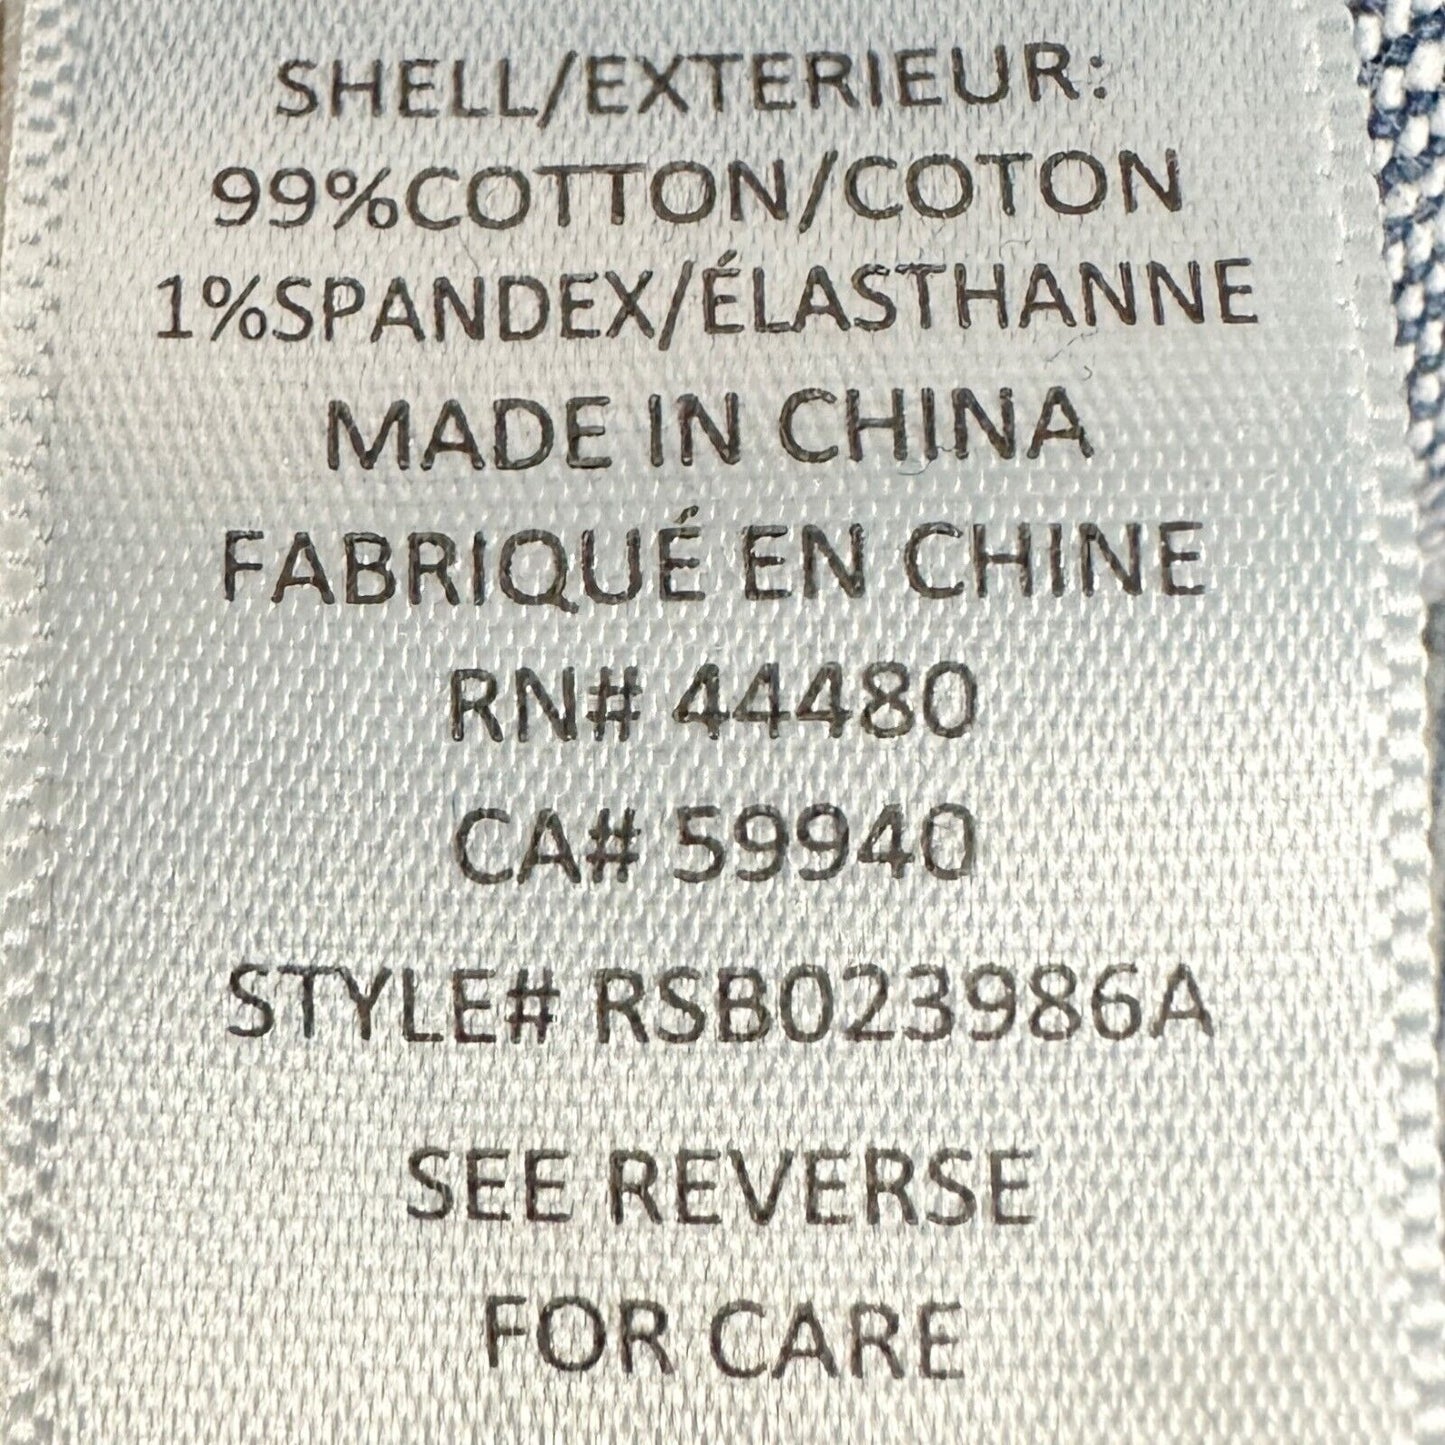 SHELL/EXTERIEUR:
99%COTTON/COTON
1%SPANDEX/ÉLASTHANNE
MADE IN CHINA
FABRIQUÉ EN CHINE
RN# 44480
CA# 59940
STYLE# RSB023986A
SEE REVERSE
FOR CARE